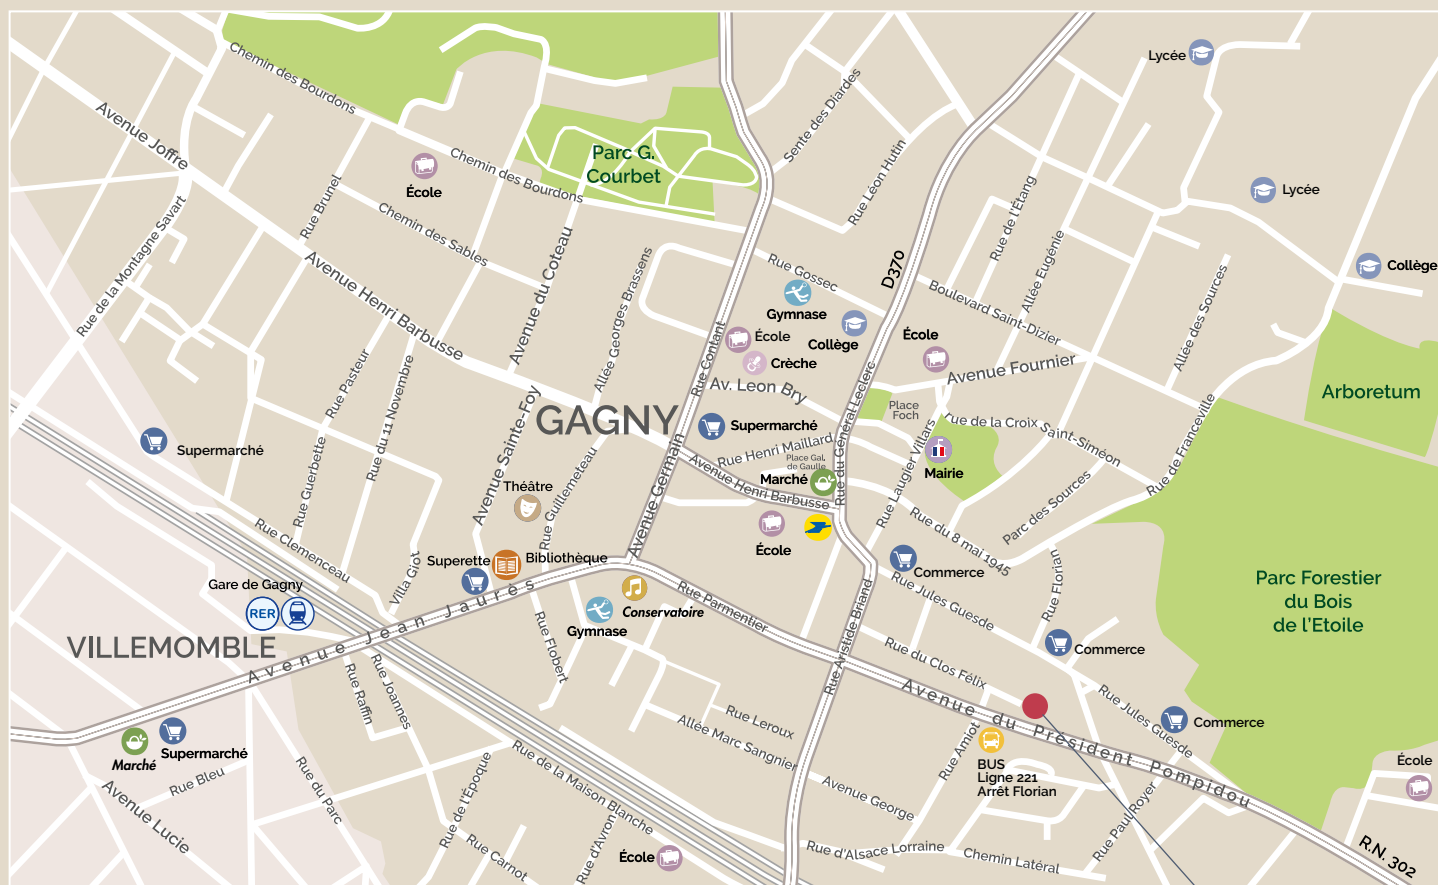 Lycée
Chemin des Bourdons
Avenue Joffre
Sente des Diardes
Parc G.
Courbet
Chemin des Bourdons
Rue Léon Hutin
École
Lycée
Rue Brunel
Rue de l'Étang
Rue de la Montagne Savart
Chemin des Sables
Avenue du Coteau
Allée Eugénie
Avenue Henri Barbusse
Allée Georges Brassens
Rue Gossec
D370
Collège
Boulevard Saint-Dizier
Allée des Sources
Gymnase
École
Collège
École
Rue Contant
Crèche
Avenue Fournier
Rue Pasteur
Rue du 11 Novembre
Av. Leon Bry
Rue du Général Leclerc
Arboretum
Place
Foch
GAGNY
Avenue Sainte-Foy
rue de la Croix Saint-Siméon
Rue de Franceville
Supermarché
Supermarché
Rue Henri Maillard
Place Gal.
de Gaulle
Rue Laugier Villars
Rue Guerbette
Avenue Germain
Avenue Henri Barbusse
Marché
Mairie
Théâtre
Rue Guillemeteau
Parc des Sources
Rue du 8 mai 1945
Rue Clemenceau
École
Superette
Bibliothèque
Commerce
Gare de Gagny
RER
Villa Giot
Rue Florian
Parc Forestier
du Bois
de l'Etoile
Avenue Jean Jaurès
Rue Parmentier
Rue Jules Guesde
Conservatoire
Gymnase
Rue Aristide Briand
VILLEMOMBLE
Rue Flobert
Rue du Clos Félix
Commerce
Rue Raffin
Rue Joannes
Avenue du Président Pompidou
Rue Jules Guesde
Rue Leroux
Allée Marc Sangnier
Commerce
Marché
Supermarché
Rue Amiot
BUS
Ligne 221
Arrêt Florian
École
Rue Bleu
Rue du Parc
Rue de la Maison Blanche
Rue de l'Epoque
Avenue George
Avenue Lucie
Rue Paul Royer
Rue Carnot
Rue d'Avron
École
Rue d'Alsace Lorraine
Chemin Latéral
R.N. 302